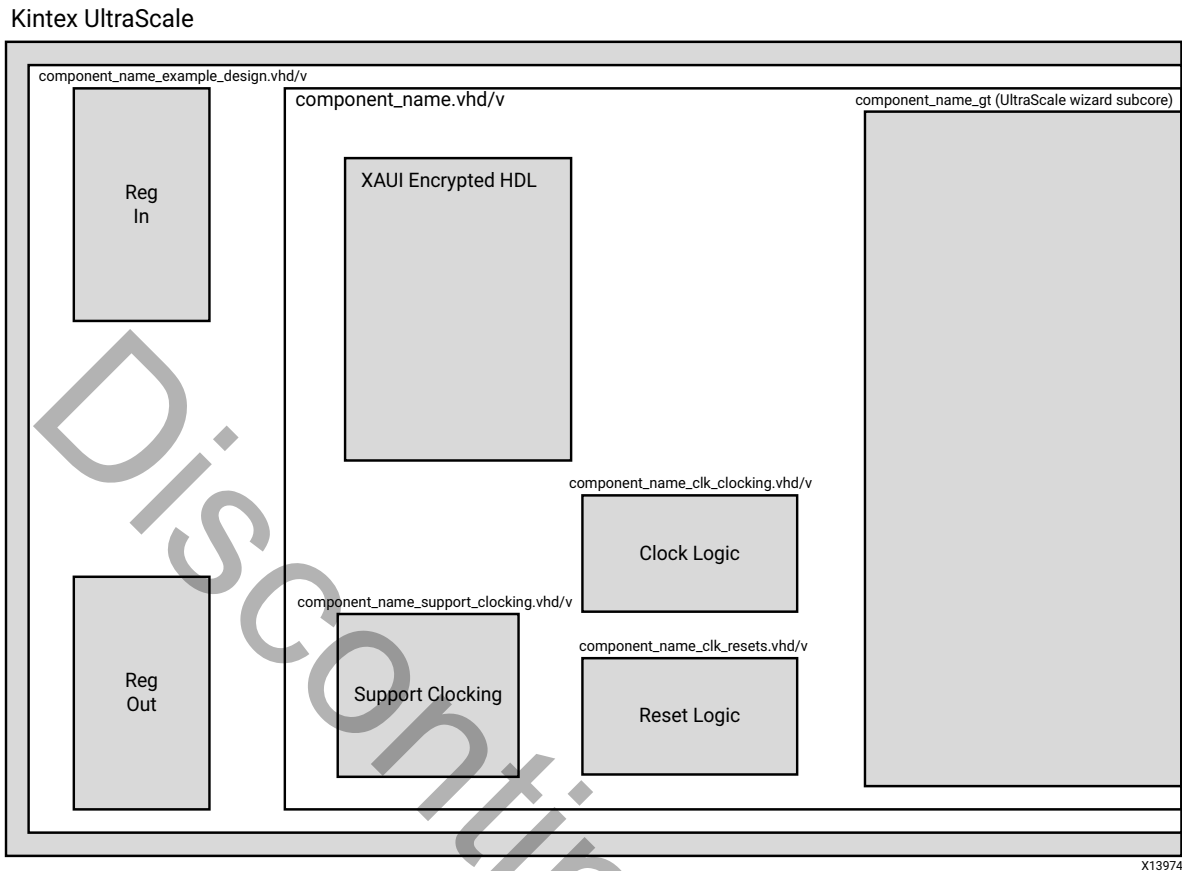 Kintex UltraScale
component_name_example_design.vhd/v
component_name.vhd/v
component_name_gt (UltraScale wizard subcore)
Reg
In
XAUI Encrypted HDL
component_name_clk_clocking.vhd/v
Clock Logic
component_name_support_clocking.vhd/v
Support Clocking
component_name_clk_resets.vhd/v
Reset Logic
Reg
Out
X13974
Discontin